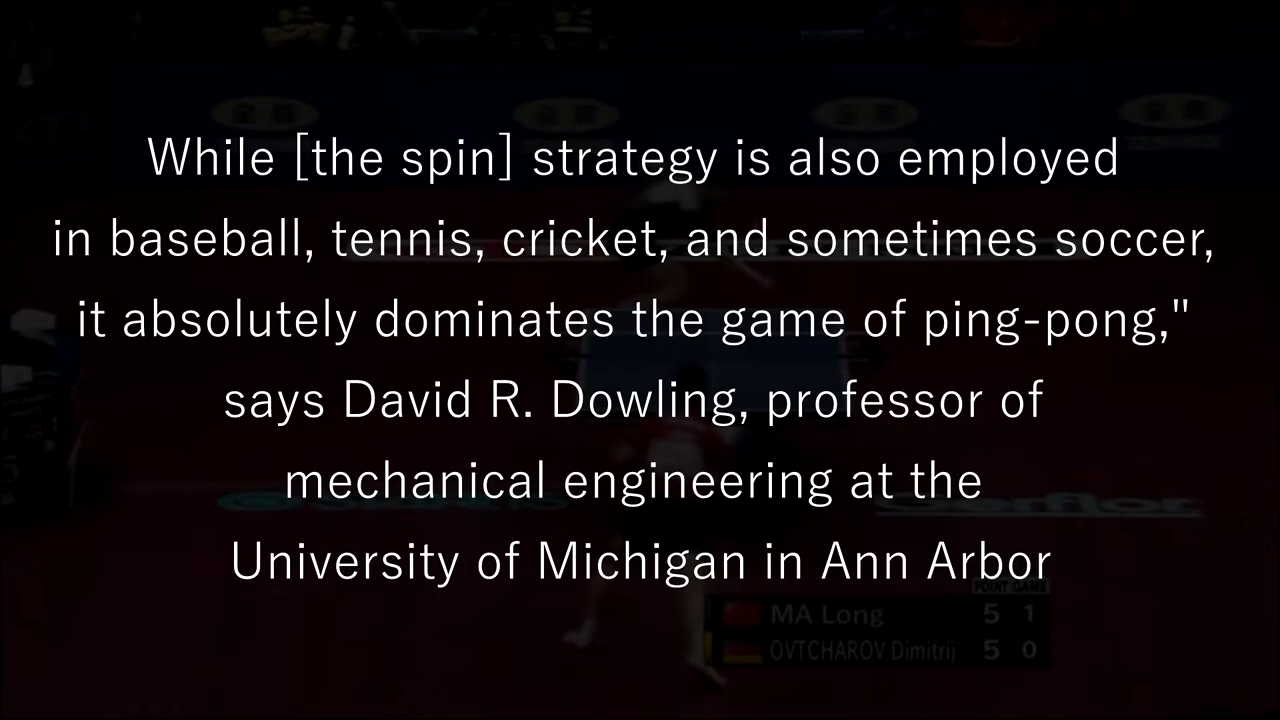 While [the spin] strategy is also employed
in baseball, tennis, cricket, and sometimes soccer,
it absolutely dominates the game of ping-pong,"
says David R. Dowling, professor of
mechanical engineering at the
University of Michigan in Ann Arbor
POINT GAME
MA Long 5 1
OVTCHAROV Dimitrij 5 0